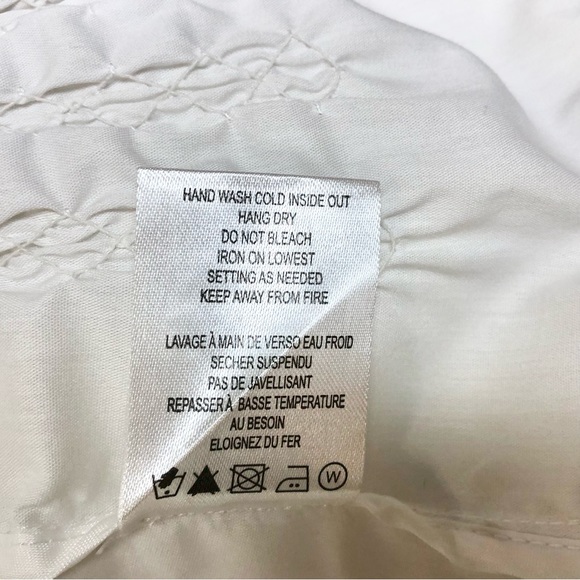 HAND WASH COLD INSIDE OUT
HANG DRY
DO NOT BLEACH
IRON ON LOWEST
SETTING AS NEEDED
KEEP AWAY FROM FIRE
LAVAGE À MAIN DE VERSO EAU FROID
SECHER SUSPENDU
PAS DE JAVELLISANT
REPASSER À BASSE TEMPERATURE
AU BESOIN
ELOIGNEZ DU FER
W